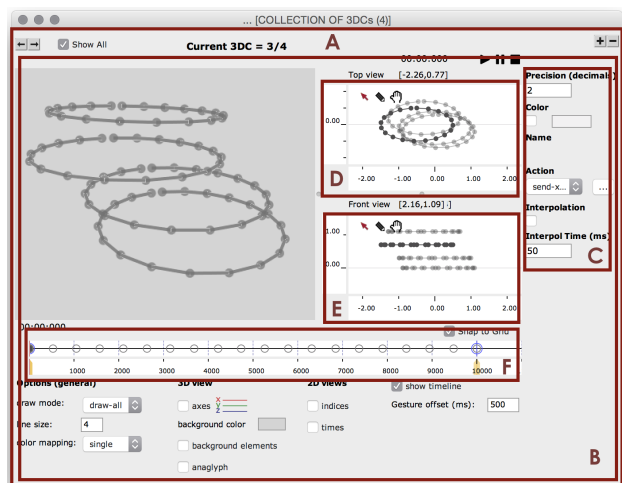 ... [COLLECTION OF 3DCs (4)]
Show All
Current 3DC = 3/4
A
00:00:000
Top view [-2.26,0.77]
Precision (decimals)
2
Color
Name
0.00
-2.00 -1.00 0.00 1.00 2.00
D
Action
send-x... ...
Front view [2.16,1.09]
Interpolation
Interpol Time (ms)
50
C
1.00
0.00
-2.00 -1.00 0.00 1.00 2.00
E
00:00:000
Snap to Grid
1000 2000 3000 4000 5000 6000 7000 8000 9000 10000
F
Options (general) 3D view 2D views show timeline
draw mode: draw-all axes X Y Z indices Gesture offset (ms): 500
line size: 4 background color times
color mapping: single background elements
anaglyph
B